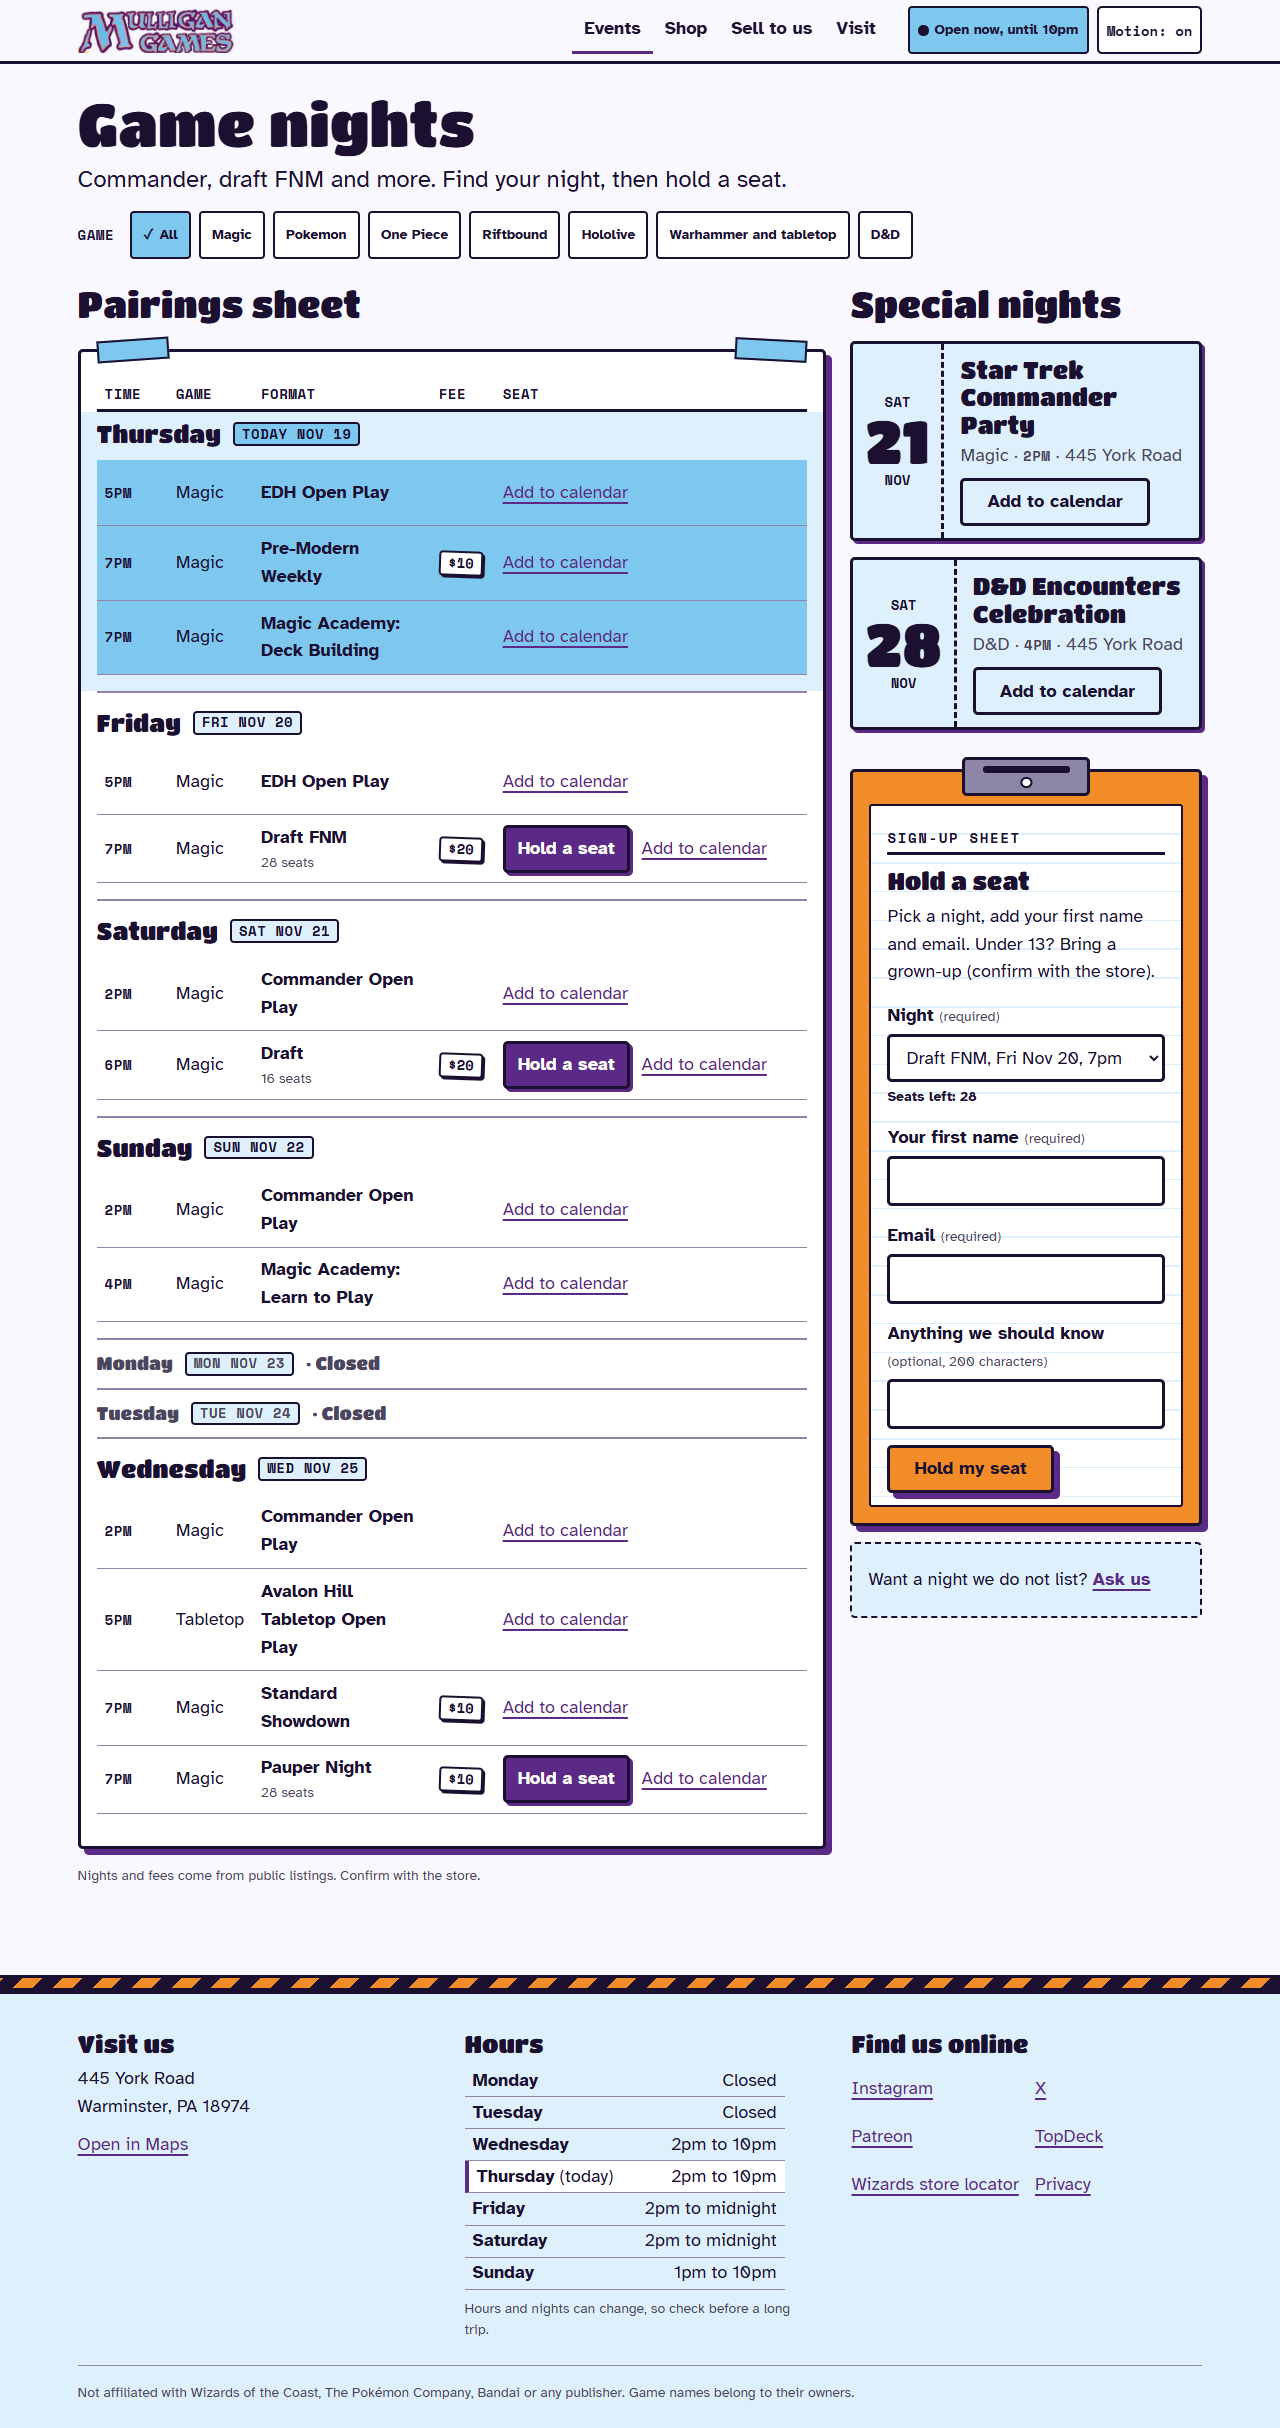 MULLIGAN GAMES
Events Shop Sell to us Visit Open now, until 10pm Motion: on
Game nights
Commander, draft FNM and more. Find your night, then hold a seat.
GAME ✓ All Magic Pokemon One Piece Riftbound Hololive Warhammer and tabletop D&D
Pairings sheet
TIME GAME FORMAT FEE SEAT
Thursday TODAY NOV 19
5PM Magic EDH Open Play Add to calendar
7PM Magic Pre-Modern Weekly $10 Add to calendar
7PM Magic Magic Academy: Deck Building Add to calendar
Friday FRI NOV 20
5PM Magic EDH Open Play Add to calendar
7PM Magic Draft FNM 28 seats $20 Hold a seat Add to calendar
Saturday SAT NOV 21
2PM Magic Commander Open Play Add to calendar
6PM Magic Draft 16 seats $20 Hold a seat Add to calendar
Sunday SUN NOV 22
2PM Magic Commander Open Play Add to calendar
4PM Magic Magic Academy: Learn to Play Add to calendar
Monday MON NOV 23 · Closed
Tuesday TUE NOV 24 · Closed
Wednesday WED NOV 25
2PM Magic Commander Open Play Add to calendar
5PM Tabletop Avalon Hill Tabletop Open Play Add to calendar
7PM Magic Standard Showdown $10 Add to calendar
7PM Magic Pauper Night 28 seats $10 Hold a seat Add to calendar
Nights and fees come from public listings. Confirm with the store.
Special nights
SAT
21
NOV
Star Trek
Commander
Party
Magic · 2PM · 445 York Road
Add to calendar
SAT
28
NOV
D&D Encounters
Celebration
D&D · 4PM · 445 York Road
Add to calendar
SIGN-UP SHEET
Hold a seat
Pick a night, add your first name
and email. Under 13? Bring a
grown-up (confirm with the store).
Night (required)
Draft FNM, Fri Nov 20, 7pm
Seats left: 28
Your first name (required)
Email (required)
Anything we should know
(optional, 200 characters)
Hold my seat
Want a night we do not list? Ask us
Visit us
445 York Road
Warminster, PA 18974
Open in Maps
Hours
Monday Closed
Tuesday Closed
Wednesday 2pm to 10pm
Thursday (today) 2pm to 10pm
Friday 2pm to midnight
Saturday 2pm to midnight
Sunday 1pm to 10pm
Hours and nights can change, so check before a long
trip.
Find us online
Instagram X
Patreon TopDeck
Wizards store locator Privacy
Not affiliated with Wizards of the Coast, The Pokémon Company, Bandai or any publisher. Game names belong to their owners.